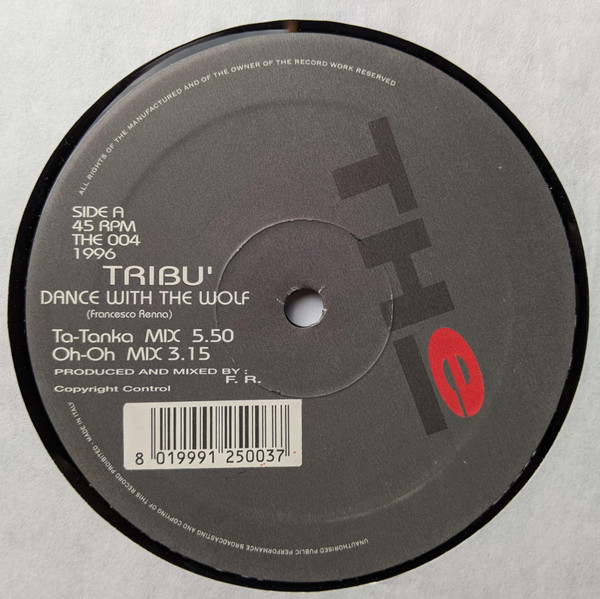 ALL RIGHTS OF THE MANUFACTURED AND OF THE OWNER OF THE RECORD WORK RESERVED
THe
SIDE A
45 RPM
THE 004
1996
TRIBU'
DANCE WITH THE WOLF
(Francesco Renna)
Ta-Tanka MIX 5.50
Oh-Oh MIX 3.15
PRODUCED AND MIXED BY :
F. R.
Copyright Control
8 019991 250037
UNAUTHORISED PUBLIC PERFORMANCE BROADCASTING AND COPYING OF THIS RECORD PROHIBITED - MADE IN ITALY